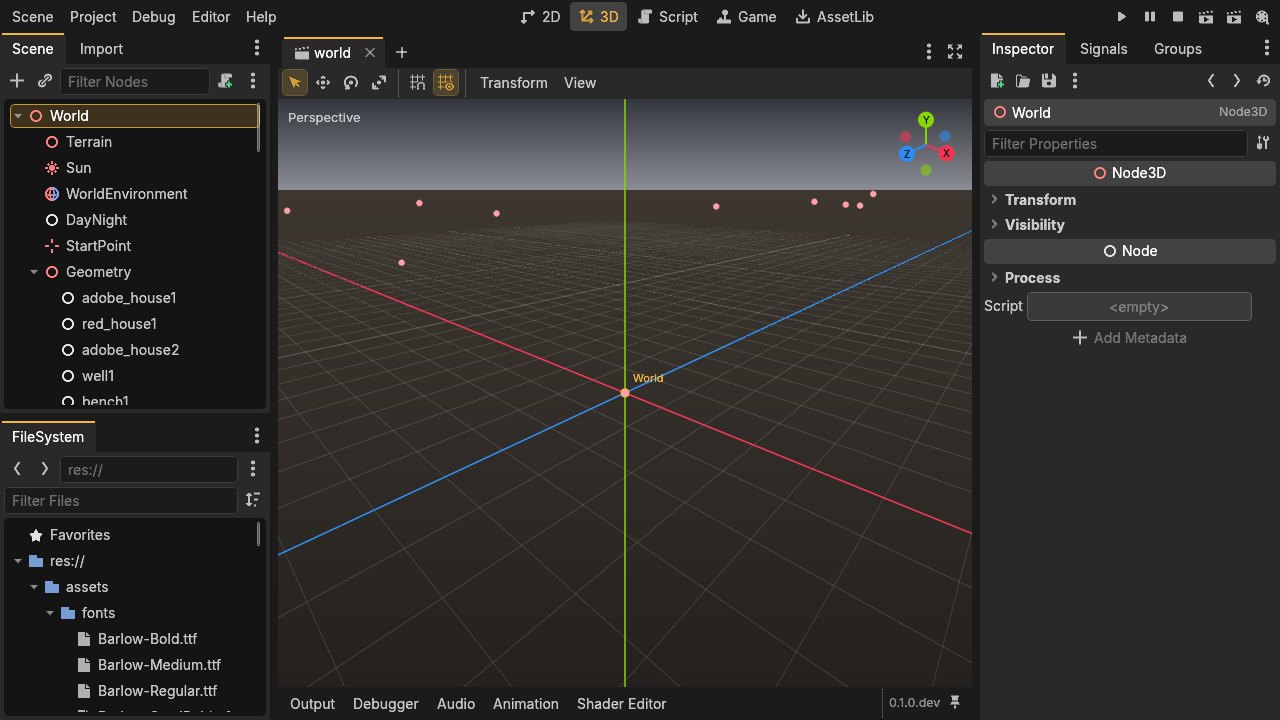 Scene Project Debug Editor Help
2D 3D Script Game AssetLib
Scene Import
Filter Nodes
World
Terrain
Sun
WorldEnvironment
DayNight
StartPoint
Geometry
adobe_house1
red_house1
adobe_house2
well1
bench1
FileSystem
res://
Filter Files
Favorites
res://
assets
fonts
Barlow-Bold.ttf
Barlow-Medium.ttf
Barlow-Regular.ttf
world
Transform View
Perspective
Y
Z X
World
Output Debugger Audio Animation Shader Editor
0.1.0.dev
Inspector Signals Groups
World Node3D
Filter Properties
Node3D
Transform
Visibility
Node
Process
Script <empty>
Add Metadata